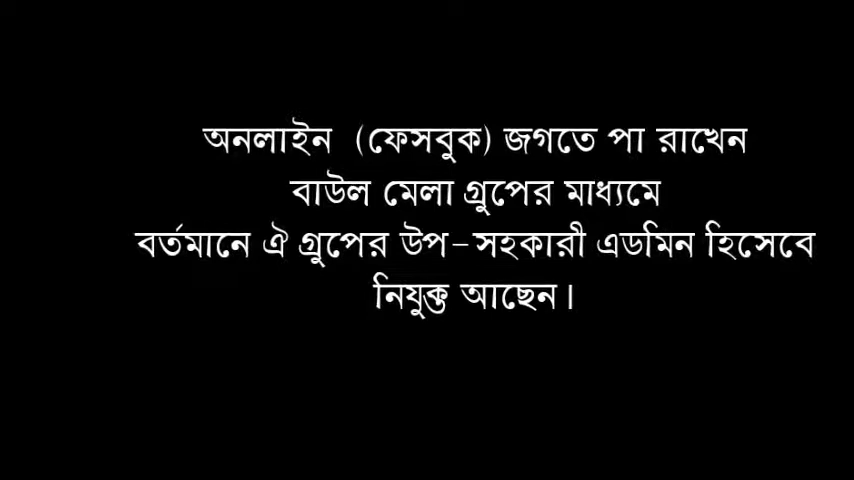 অনলাইন (ফেসবুক) জগতে পা রাখেন
বাউল মেলা গ্রুপের মাধ্যমে
বর্তমানে ঐ গ্রুপের উপ-সহকারী এডমিন হিসেবে
নিযুক্ত আছেন।